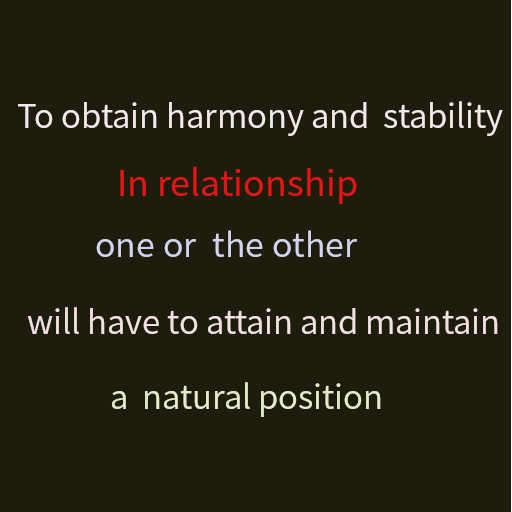 To obtain harmony and  stability
In relationship
one or  the other
will have to attain and maintain
a  natural position